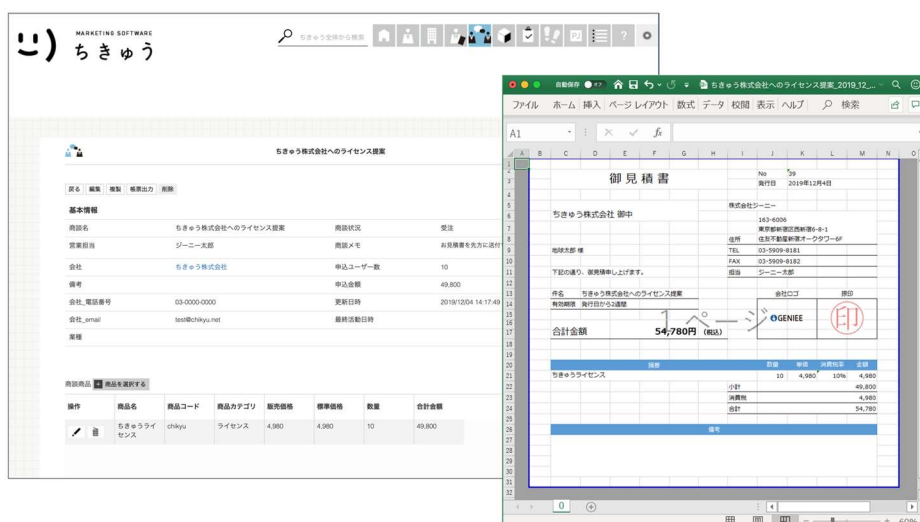 MARKETING SOFTWARE
ちきゅう
ちきゅう全体から検索
PJ
?
ちきゅう株式会社へのライセンス提案
戻る 編集 複製 帳票出力 削除
基本情報
商談名 ちきゅう株式会社へのライセンス提案 商談状況 受注
営業担当 ジーニー太郎 商談メモ お見積書を先方に送付
会社 ちきゅう株式会社 申込ユーザー数 10
備考 申込金額 49,800
会社_電話番号 03-0000-0000 更新日時 2019/12/04 14:17:49
会社_email test@chikyu.net 最終活動日時
業種
商談商品 + 商品を選択する
操作 商品名 商品コード 商品カテゴリ 販売価格 標準価格 数量 合計金額
ちきゅうライセンス chikyu ライセンス 4,980 4,980 10 49,800
自動保存 オフ ちきゅう株式会社へのライセンス提案_2019_12_...
ファイル ホーム 挿入 ページ レイアウト 数式 データ 校閲 表示 ヘルプ 検索
A1 fx
A B C D E F G H I J K L M N O
御見積書
No 39
発行日 2019年12月4日
株式会社ジーニー
ちきゅう株式会社 御中
163-6006
東京都新宿区西新宿6-8-1
住所 住友不動産新宿オークタワー6F
地球太郎 様 TEL 03-5909-8181
FAX 03-5909-8182
下記の通り、御見積申し上げます。 担当 ジーニー太郎
件名 ちきゅう株式会社へのライセンス提案 会社ロゴ 捺印
有効期限 発行日から2週間
1 ページ
GENIEE
印
合計金額 54,780円 (税込)
摘要 数量 単価 消費税率 金額
ちきゅうライセンス 10 4,980 10% 4,980
小計 49,800
消費税 4,980
合計 54,780
備考
0
60%